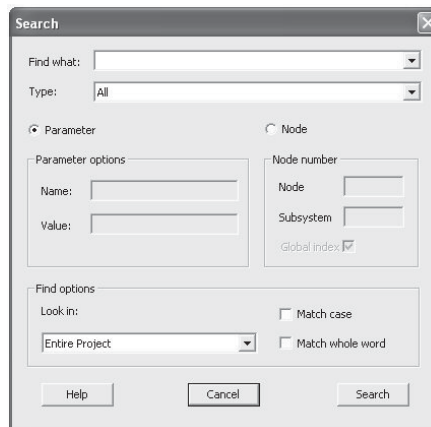 Search
Find what:
Type: All
Parameter Node
Parameter options Node number
Name: Node
Value: Subsystem
Global index
Find options
Look in: Match case
Entire Project Match whole word
Help Cancel Search